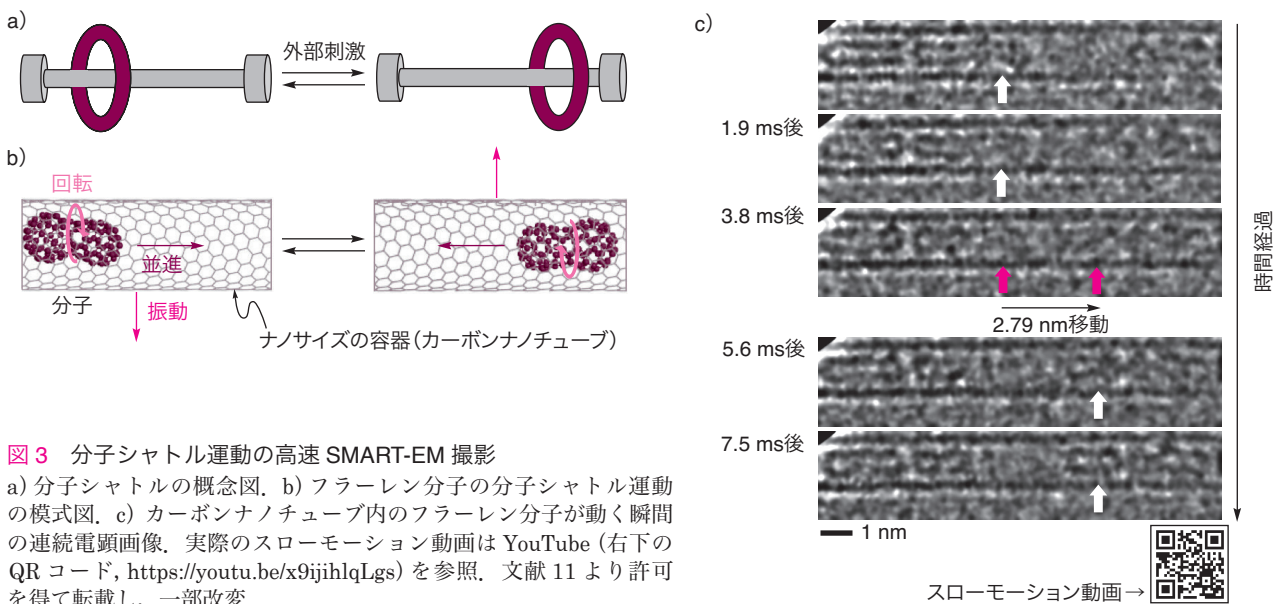 a)
外部刺激
b)
回転
並進
分子
振動
ナノサイズの容器(カーボンナノチューブ)
図 3 分子シャトル運動の高速 SMART-EM 撮影
a) 分子シャトルの概念図．b) フラーレン分子の分子シャトル運動
の模式図．c) カーボンナノチューブ内のフラーレン分子が動く瞬間
の連続電顕画像．実際のスローモーション動画は YouTube (右下の
QR コード, https://youtu.be/x9ijihlqLgs) を参照．文献 11 より許可
を得て転載し，一部改変
c)
1.9 ms後
3.8 ms後
2.79 nm移動
5.6 ms後
7.5 ms後
1 nm
時間経過
スローモーション動画→